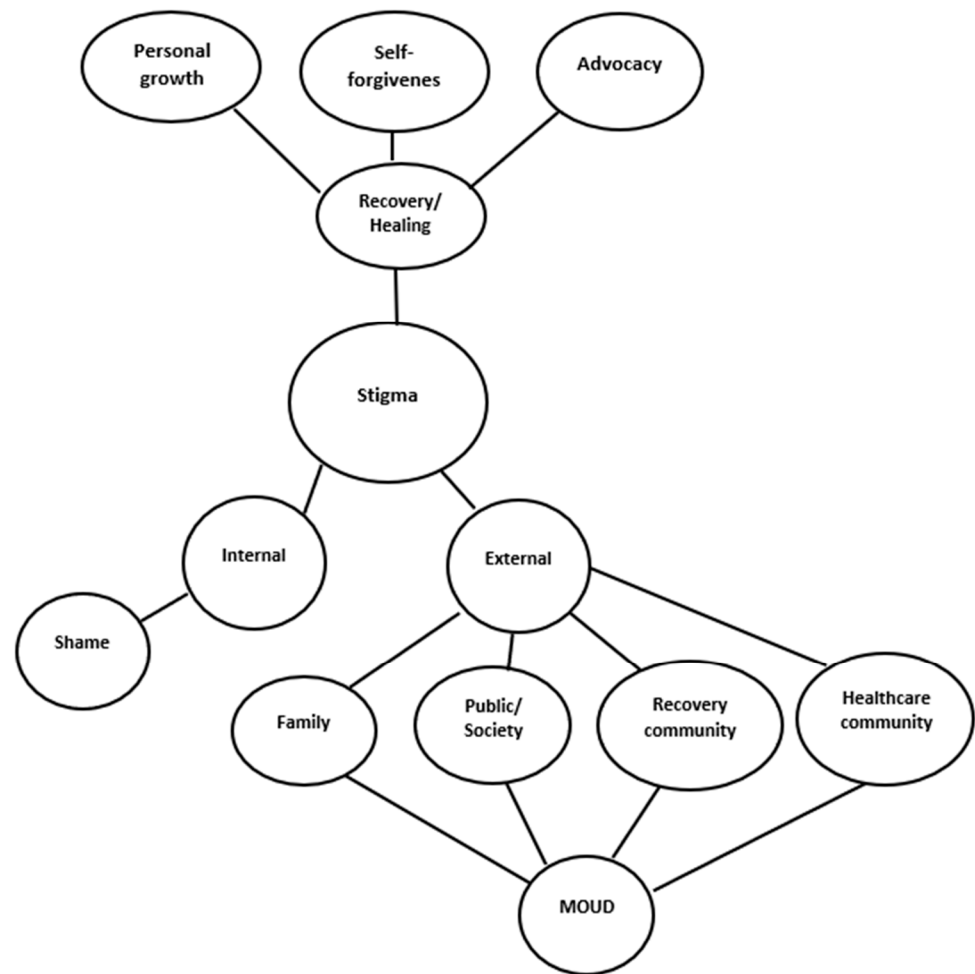 Personal
growth
Self-
forgivenes
Advocacy
Recovery/
Healing
Stigma
Internal
External
Shame
Family
Public/
Society
Recovery
community
Healthcare
community
MOUD